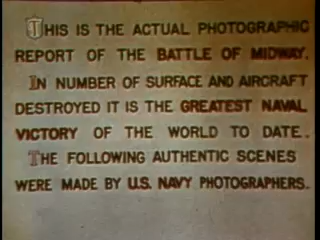 THIS IS THE ACTUAL PHOTOGRAPHIC
REPORT OF THE BATTLE OF MIDWAY.
IN NUMBER OF SURFACE AND AIRCRAFT
DESTROYED IT IS THE GREATEST NAVAL
VICTORY OF THE WORLD TO DATE.
THE FOLLOWING AUTHENTIC SCENES
WERE MADE BY U.S. NAVY PHOTOGRAPHERS.